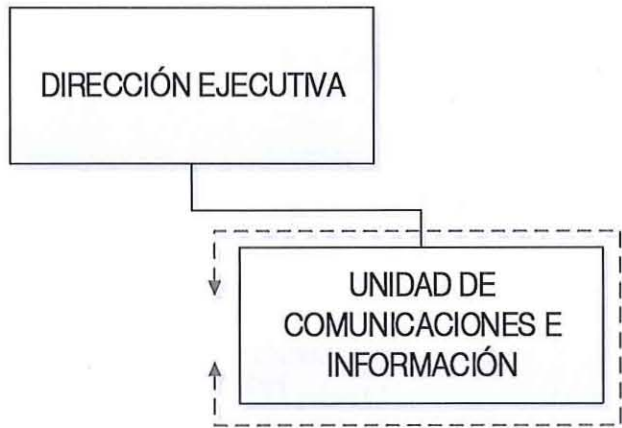 DIRECCIÓN EJECUTIVA
UNIDAD DE
COMUNICACIONES E
INFORMACIÓN